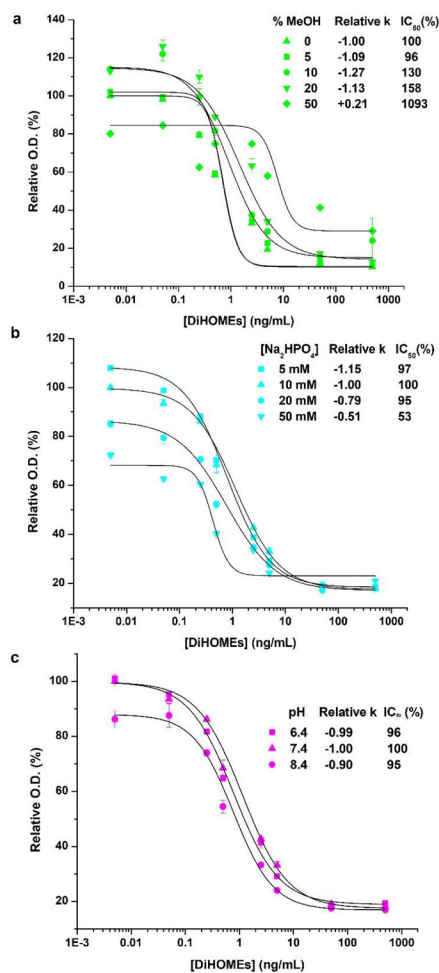 a
% MeOH Relative k IC50(%)
0 -1.00 100
5 -1.09 96
10 -1.27 130
20 -1.13 158
50 +0.21 1093
140
120
100
80
60
40
20
0
Relative O.D. (%)
1E-3 0.01 0.1 1 10 100 1000
[DiHOMEs] (ng/mL)
b
[Na2HPO4] Relative k IC50(%)
5 mM -1.15 97
10 mM -1.00 100
20 mM -0.79 95
50 mM -0.51 53
120
100
80
60
40
20
Relative O.D. (%)
1E-3 0.01 0.1 1 10 100 1000
[DiHOMEs] (ng/mL)
c
pH Relative k IC50 (%)
6.4 -0.99 96
7.4 -1.00 100
8.4 -0.90 95
100
80
60
40
20
Relative O.D. (%)
1E-3 0.01 0.1 1 10 100 1000
[DiHOMEs] (ng/mL)